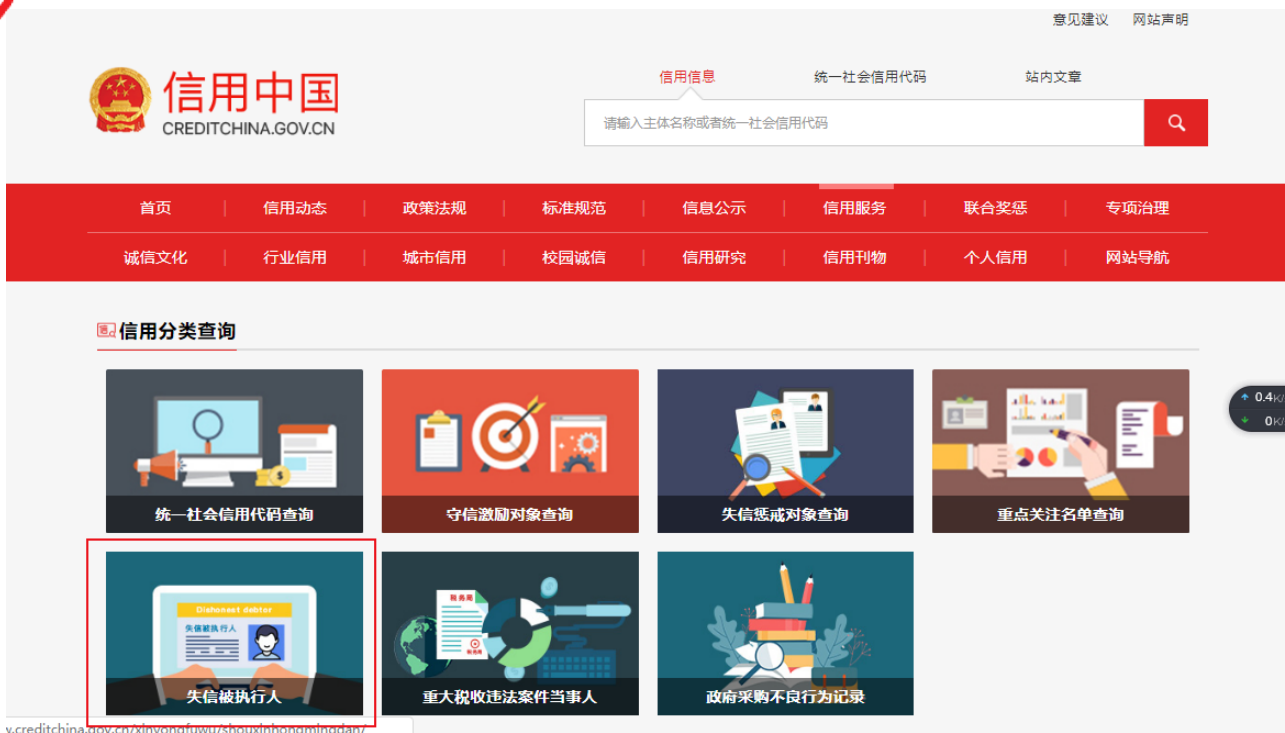 意见建议 网站声明
信用中国
CREDITCHINA.GOV.CN
信用信息 统一社会信用代码 站内文章
请输入主体名称或者统一社会信用代码
首页 信用动态 政策法规 标准规范 信息公示 信用服务 联合奖惩 专项治理
诚信文化 行业信用 城市信用 校园诚信 信用研究 信用刊物 个人信用 网站导航
信用分类查询
0.4K/
0K/
统一社会信用代码查询 守信激励对象查询 失信惩戒对象查询 重点关注名单查询
Dishonest debtor
失信被执行人
税务局
失信被执行人 重大税收违法案件当事人 政府采购不良行为记录
v.creditchina.gov.cn/xinyongfuwu/shouxinhongmingdan/